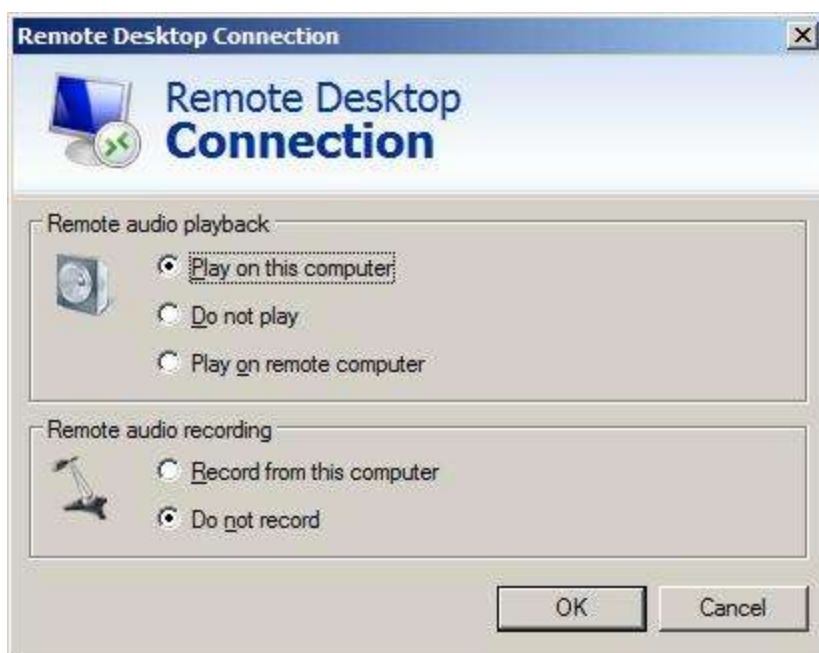 Remote Desktop Connection
Remote Desktop
Connection
Remote audio playback
Play on this computer
Do not play
Play on remote computer
Remote audio recording
Record from this computer
Do not record
OK
Cancel